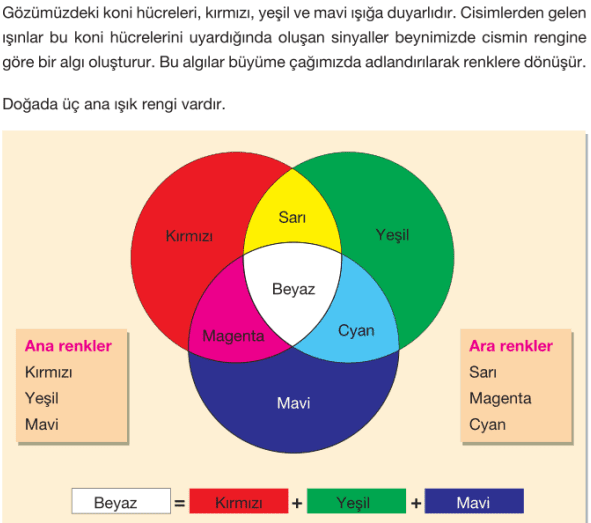 Gözümüzdeki koni hücreleri, kırmızı, yeşil ve mavi ışığa duyarlıdır. Cisimlerden gelen
ışınlar bu koni hücrelerini uyardığında oluşan sinyaller beynimizde cismin rengine
göre bir algı oluşturur. Bu algılar büyüme çağımızda adlandırılarak renklere dönüşür.
Doğada üç ana ışık rengi vardır.
Sarı
Kırmızı
Yeşil
Beyaz
Magenta
Cyan
Mavi
Ana renkler
Kırmızı
Yeşil
Mavi
Ara renkler
Sarı
Magenta
Cyan
Beyaz = Kırmızı + Yeşil + Mavi